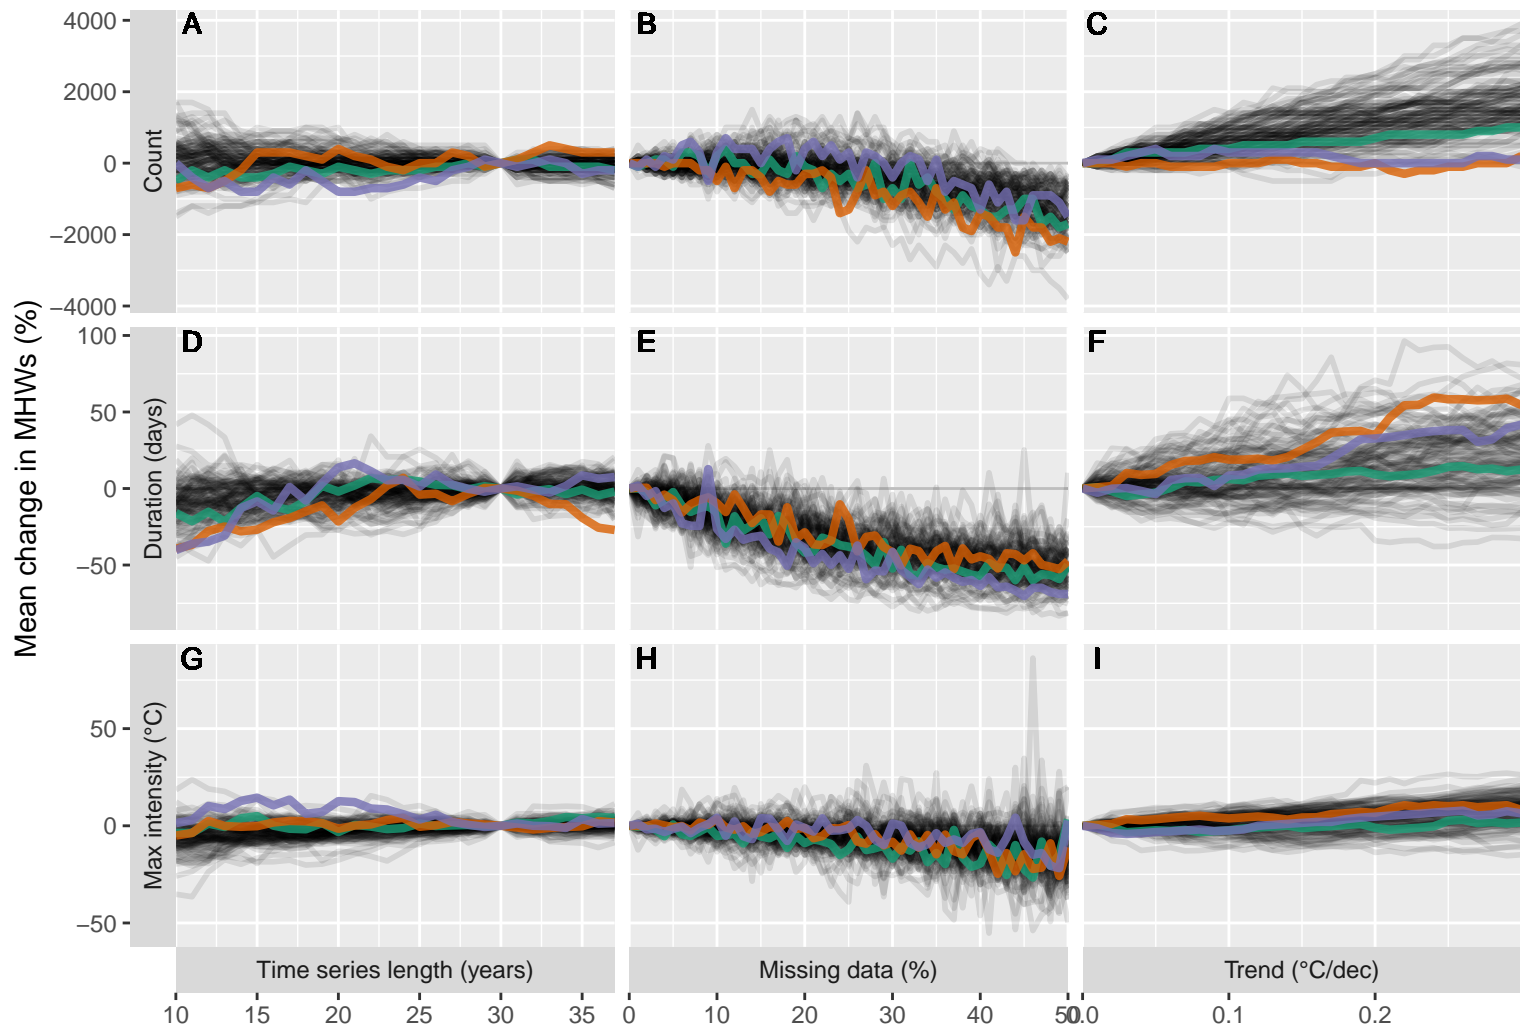 Mean change in MHWs (%)
A
B
C
4000
2000
0
−2000
−4000
Count
D
E
F
100
50
0
−50
Duration (days)
G
H
I
50
0
−50
Max intensity (°C)
Time series length (years)
Missing data (%)
Trend (°C/dec)
10 15 20 25 30 35
0 10 20 30 40 50
0.0 0.1 0.2